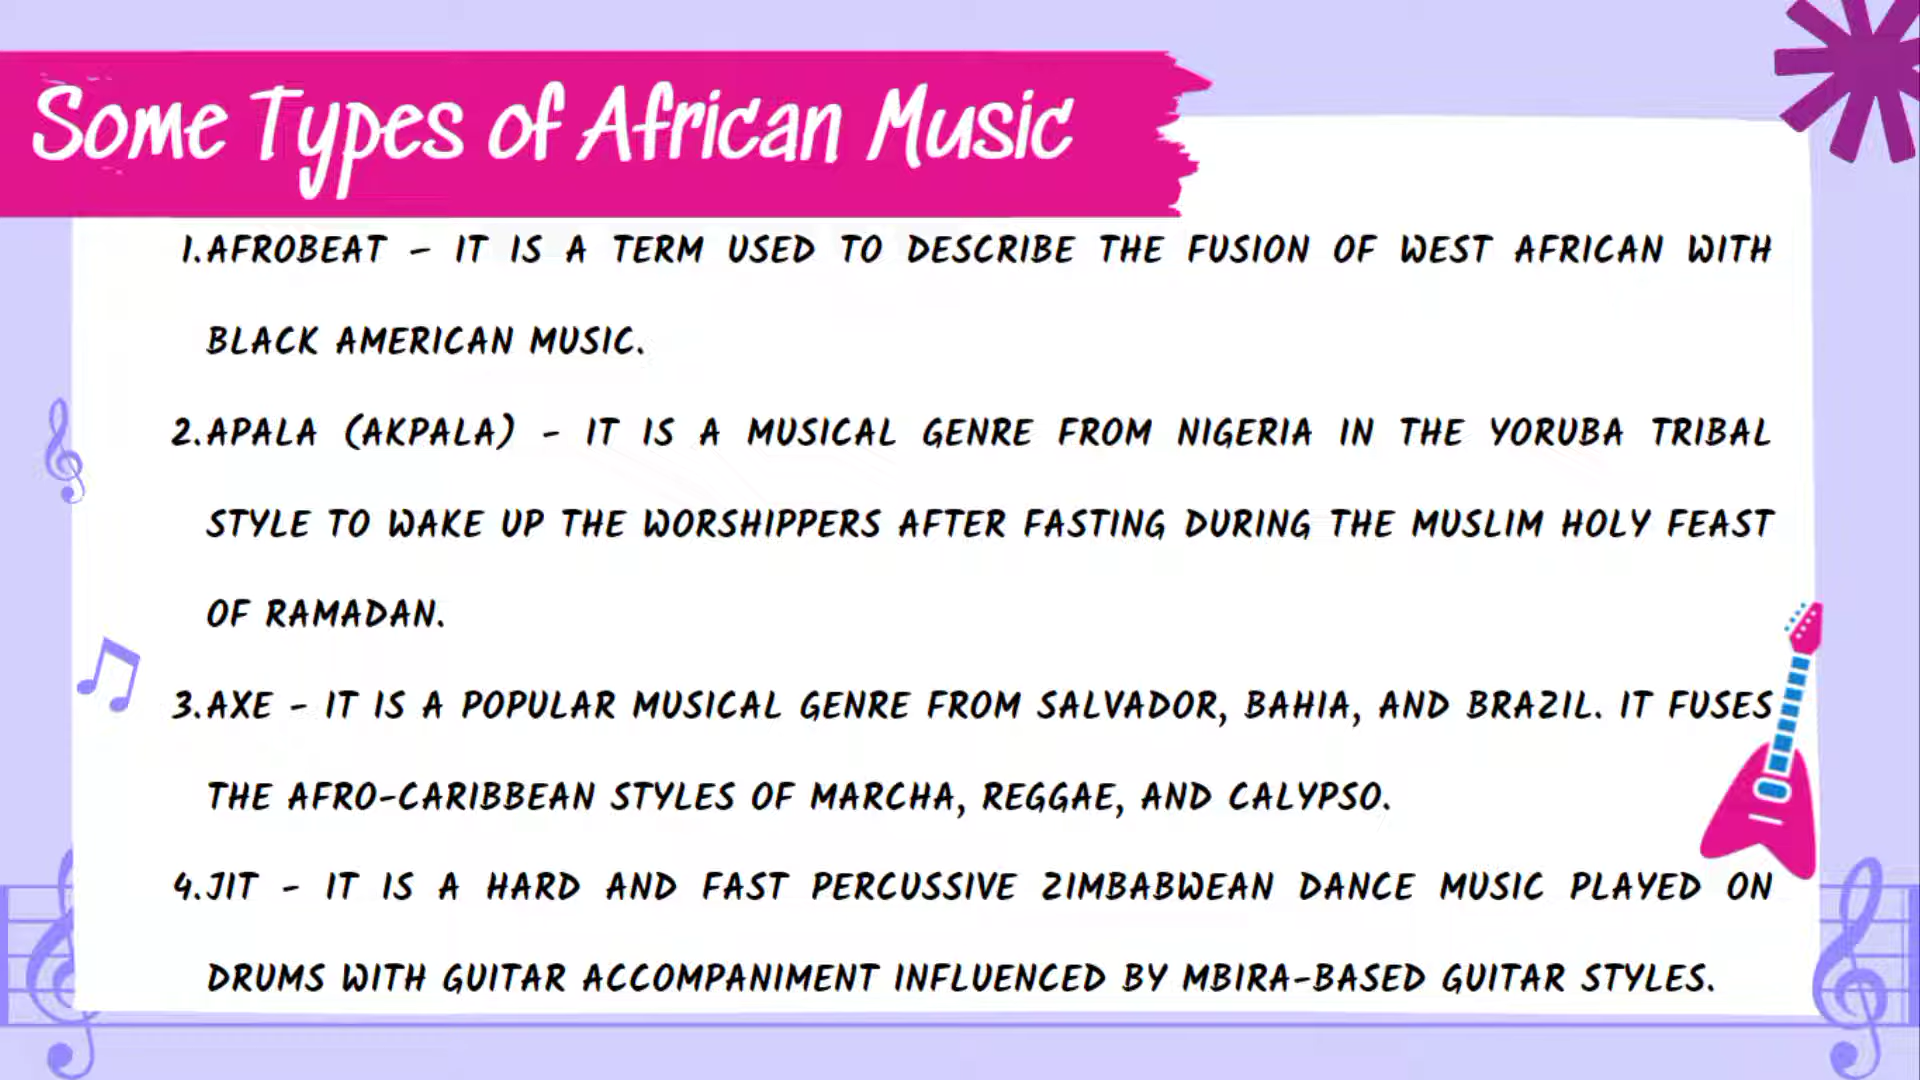 Some Types of African Music
1. AFROBEAT – IT IS A TERM USED TO DESCRIBE THE FUSION OF WEST AFRICAN WITH
BLACK AMERICAN MUSIC.
2. APALA (AKPALA) - IT IS A MUSICAL GENRE FROM NIGERIA IN THE YORUBA TRIBAL
STYLE TO WAKE UP THE WORSHIPPERS AFTER FASTING DURING THE MUSLIM HOLY FEAST
OF RAMADAN.
3. AXE - IT IS A POPULAR MUSICAL GENRE FROM SALVADOR, BAHIA, AND BRAZIL. IT FUSES
THE AFRO-CARIBBEAN STYLES OF MARCHA, REGGAE, AND CALYPSO.
4. JIT - IT IS A HARD AND FAST PERCUSSIVE ZIMBABWEAN DANCE MUSIC PLAYED ON
DRUMS WITH GUITAR ACCOMPANIMENT INFLUENCED BY MBIRA-BASED GUITAR STYLES.